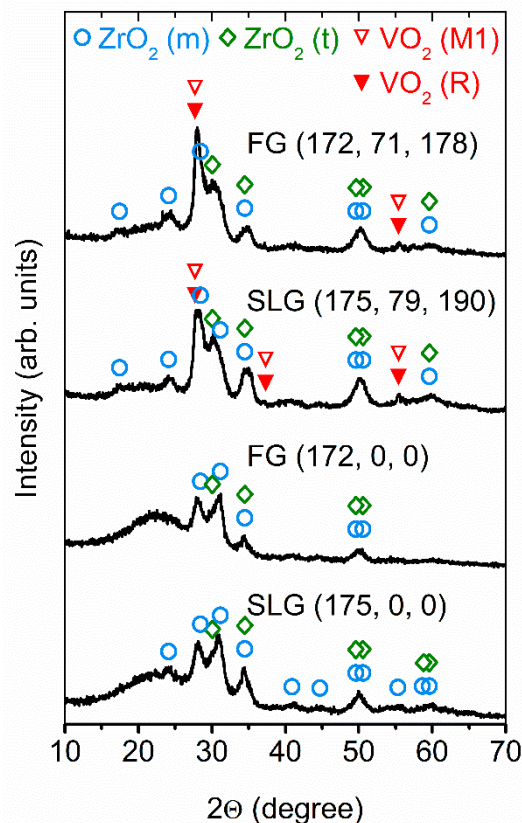 ZrO₂ (m) ZrO₂ (t) VO₂ (M1)
VO₂ (R)
FG (172, 71, 178)
SLG (175, 79, 190)
FG (172, 0, 0)
SLG (175, 0, 0)
Intensity (arb. units)
10 20 30 40 50 60 70
2Θ (degree)